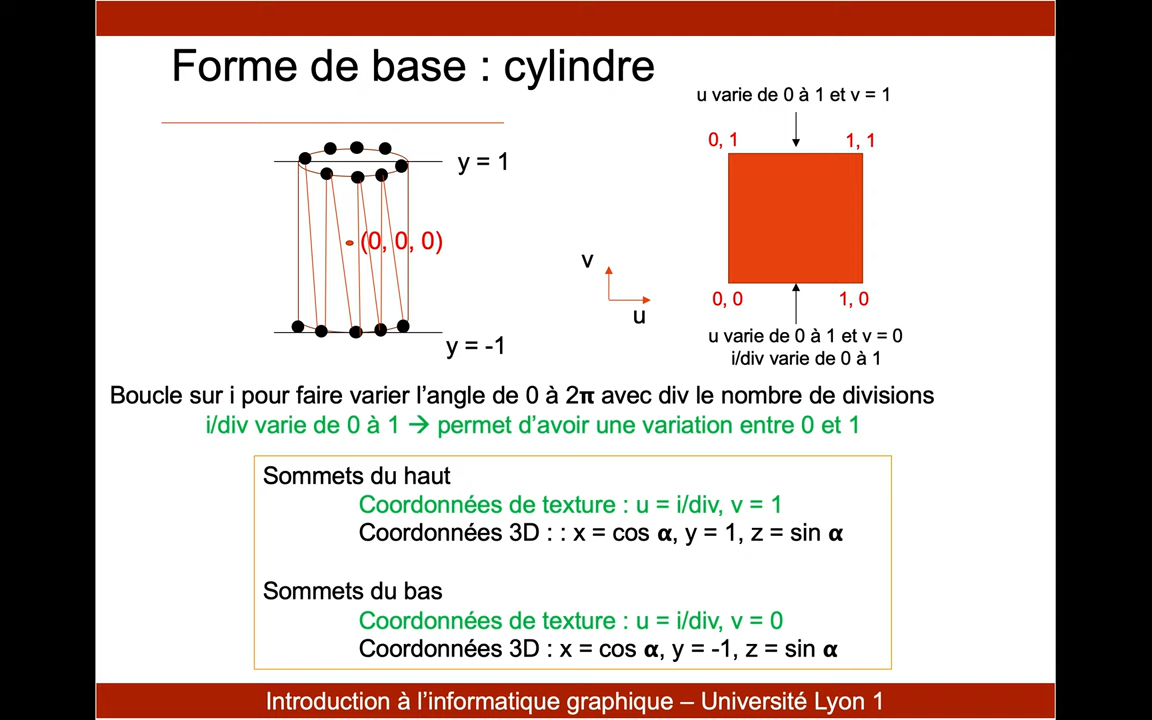 Forme de base : cylindre
u varie de 0 à 1 et v = 1
0, 1
1, 1
y = 1
(0, 0, 0)
v
u
0, 0
1, 0
y = -1
u varie de 0 à 1 et v = 0
i/div varie de 0 à 1
Boucle sur i pour faire varier l’angle de 0 à 2π avec div le nombre de divisions
i/div varie de 0 à 1 → permet d’avoir une variation entre 0 et 1
Sommets du haut
Coordonnées de texture : u = i/div, v = 1
Coordonnées 3D : : x = cos α, y = 1, z = sin α
Sommets du bas
Coordonnées de texture : u = i/div, v = 0
Coordonnées 3D : x = cos α, y = -1, z = sin α
Introduction à l’informatique graphique – Université Lyon 1